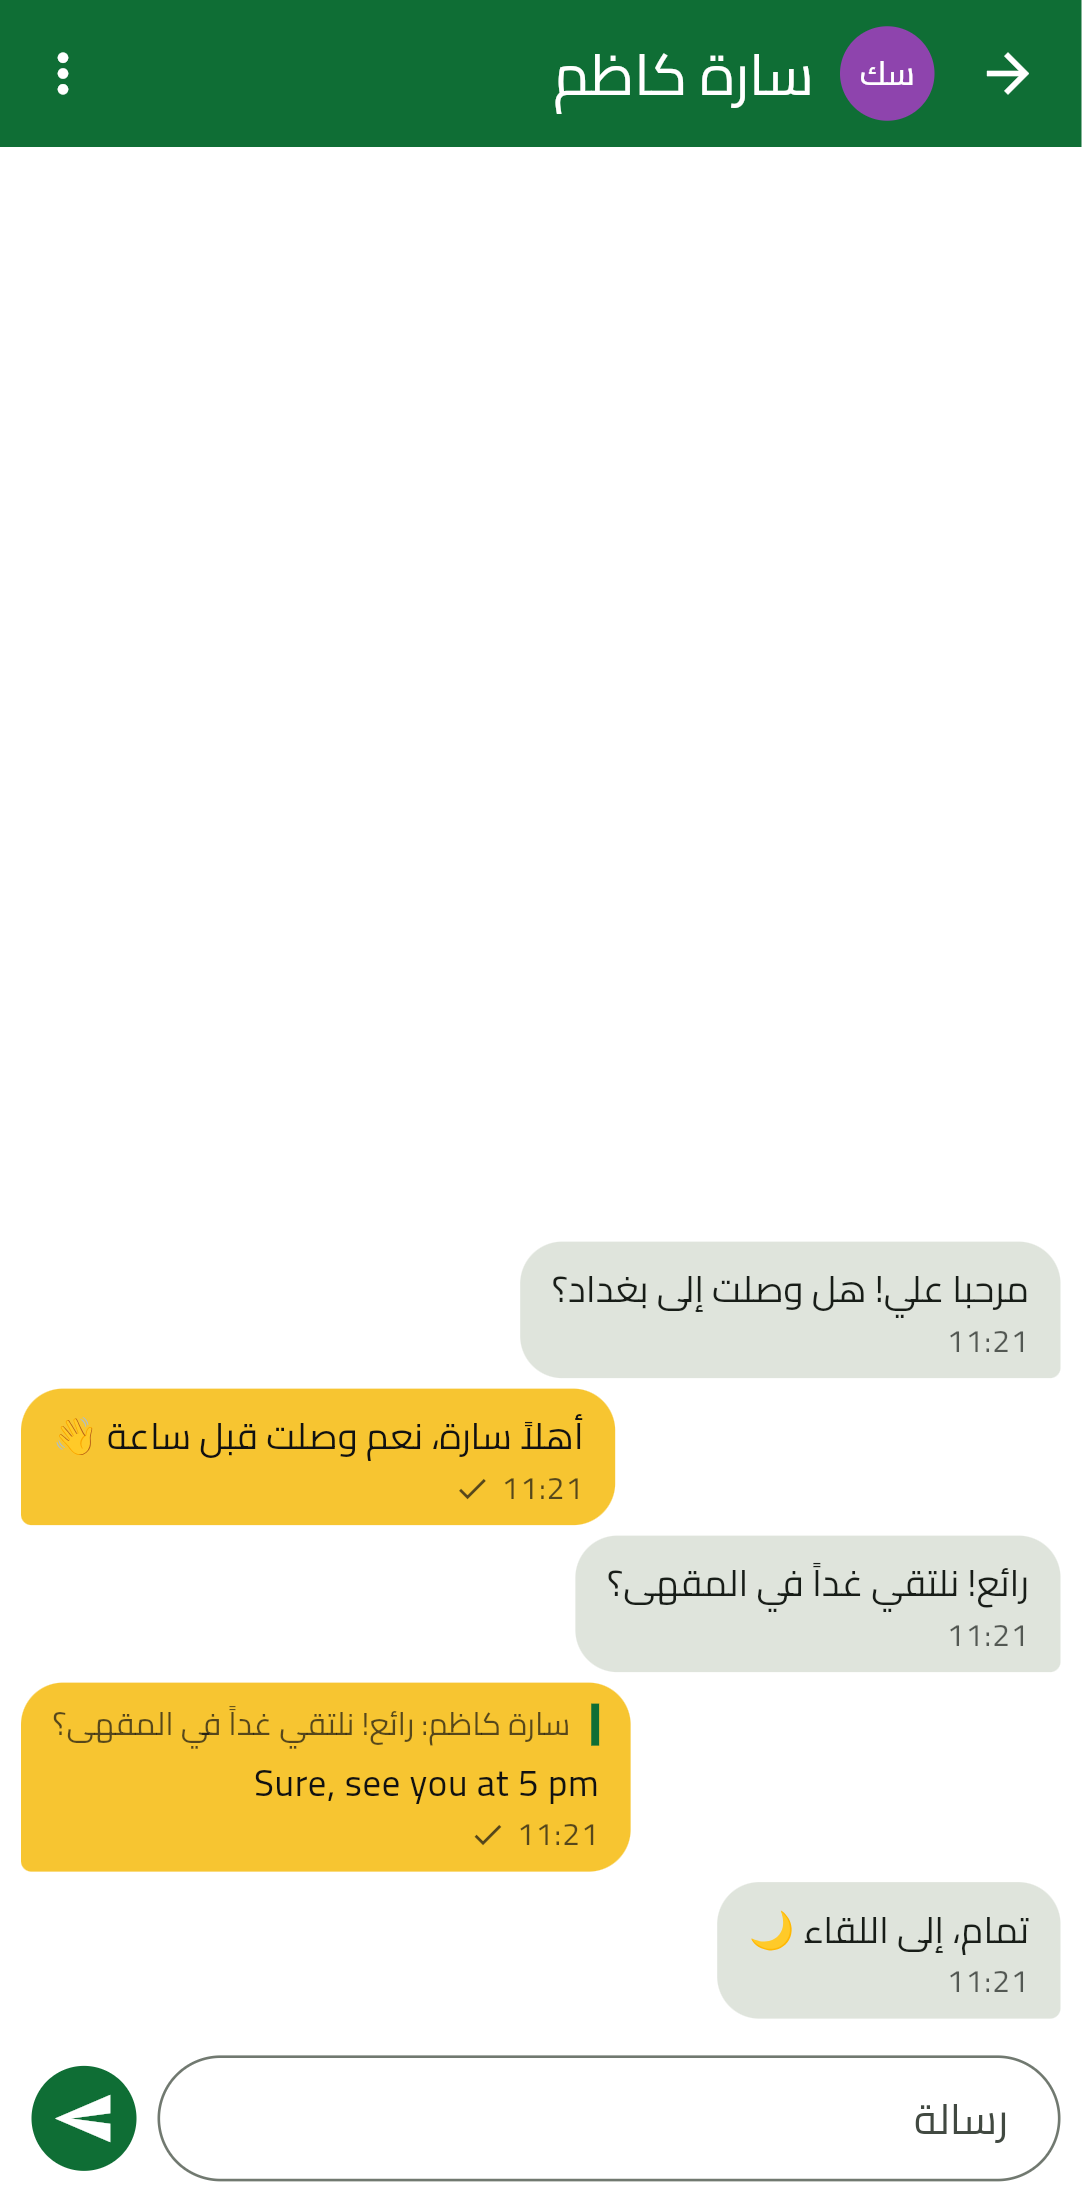 سك
سارة كاظم
مرحبا علي! هل وصلت إلى بغداد؟
11:21
أهلاً سارة، نعم وصلت قبل ساعة 👋
11:21
رائع! نلتقي غداً في المقهى؟
11:21
سارة كاظم: رائع! نلتقي غداً في المقهى؟
Sure, see you at 5 pm
11:21
تمام، إلى اللقاء 🌙
11:21
رسالة